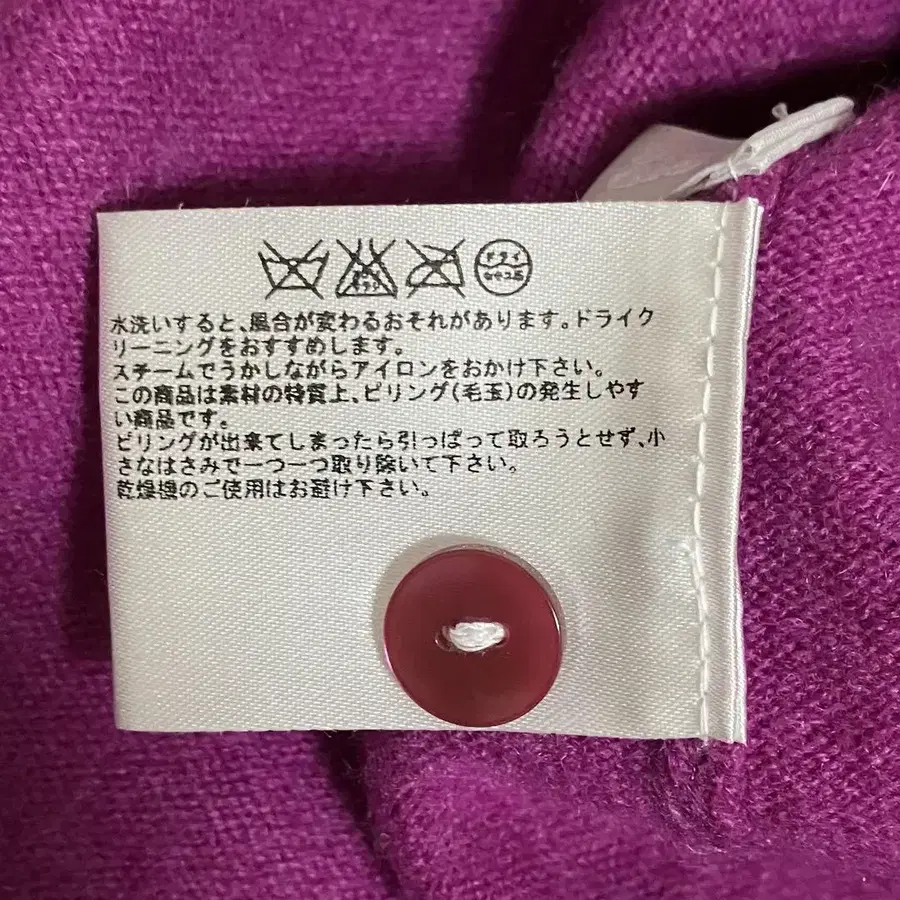 ドライ
セキユ系
水洗いすると、風合が変わるおそれがあります。ドライク
リーニングをおすすめします。
スチームでうかしながらアイロンをおかけ下さい。
この商品は素材の特質上、ピリング(毛玉)の発生しやす
い商品です。
ピリングが出来てしまったら引っぱって取ろうとせず、小
さなはさみで一つ一つ取り除いて下さい。
乾燥機のご使用はお避け下さい。